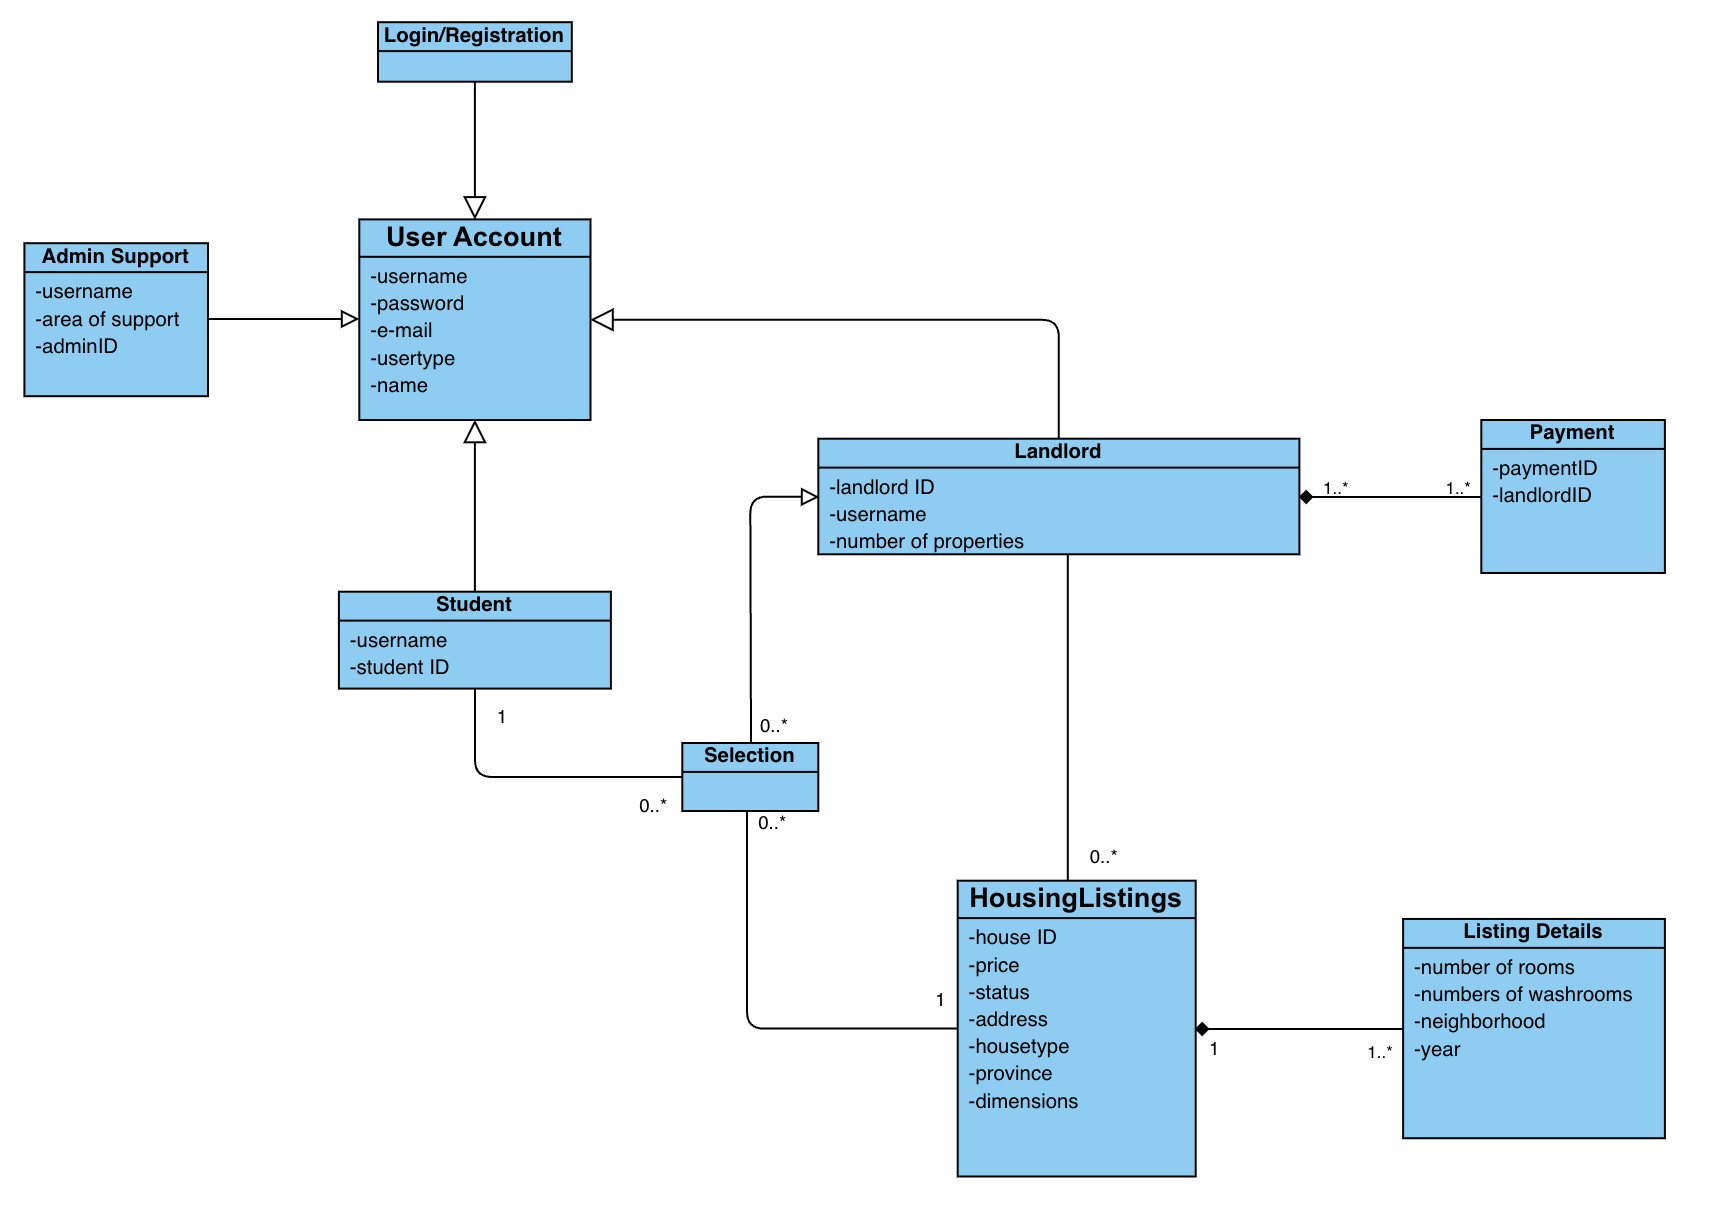 Login/Registration
User Account
-username
-password
-e-mail
-usertype
-name
Admin Support
-username
-area of support
-adminID
Landlord
-landlord ID
-username
-number of properties
1..*
1..*
Payment
-paymentID
-landlordID
Student
-username
-student ID
1
0..*
0..*
Selection
0..*
0..*
1
HousingListings
-house ID
-price
-status
-address
-housetype
-province
-dimensions
1
1..*
Listing Details
-number of rooms
-numbers of washrooms
-neighborhood
-year